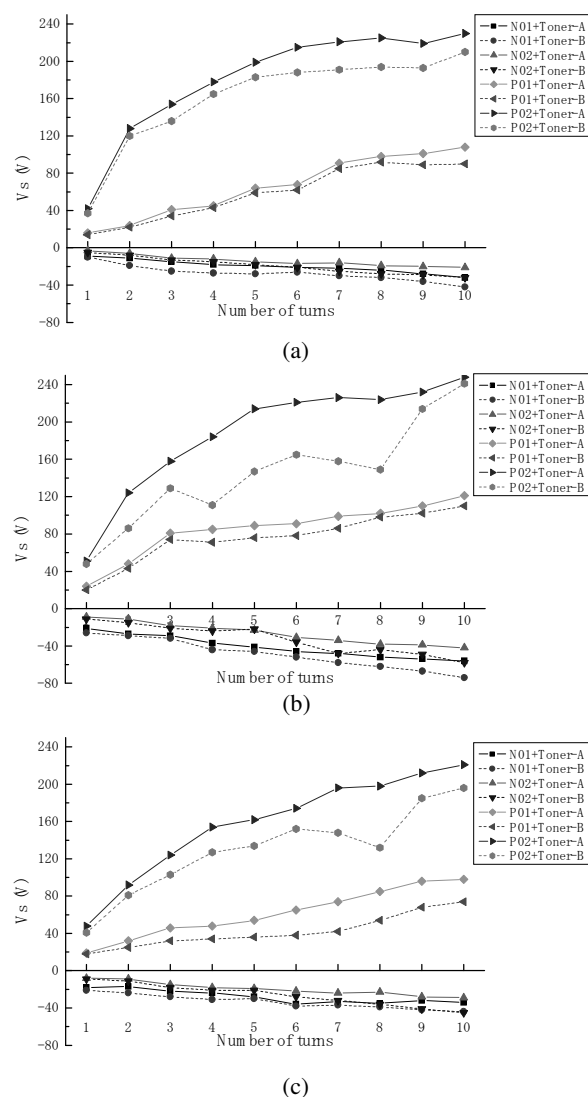 240
200
160
120
80
40
0
-40
-80
Vs (V)
1 2 3 4 5 6 7 8 9 10
Number of turns
N01+Toner-A
N01+Toner-B
N02+Toner-A
N02+Toner-B
P01+Toner-A
P01+Toner-B
P02+Toner-A
P02+Toner-B
(a)
240
200
160
120
80
40
0
-40
-80
Vs (V)
1 2 3 4 5 6 7 8 9 10
Number of turns
N01+Toner-A
N01+Toner-B
N02+Toner-A
N02+Toner-B
P01+Toner-A
P01+Toner-B
P02+Toner-A
P02+Toner-B
(b)
240
200
160
120
80
40
0
-40
-80
Vs (V)
1 2 3 4 5 6 7 8 9 10
Number of turns
N01+Toner-A
N01+Toner-B
N02+Toner-A
N02+Toner-B
P01+Toner-A
P01+Toner-B
P02+Toner-A
P02+Toner-B
(c)